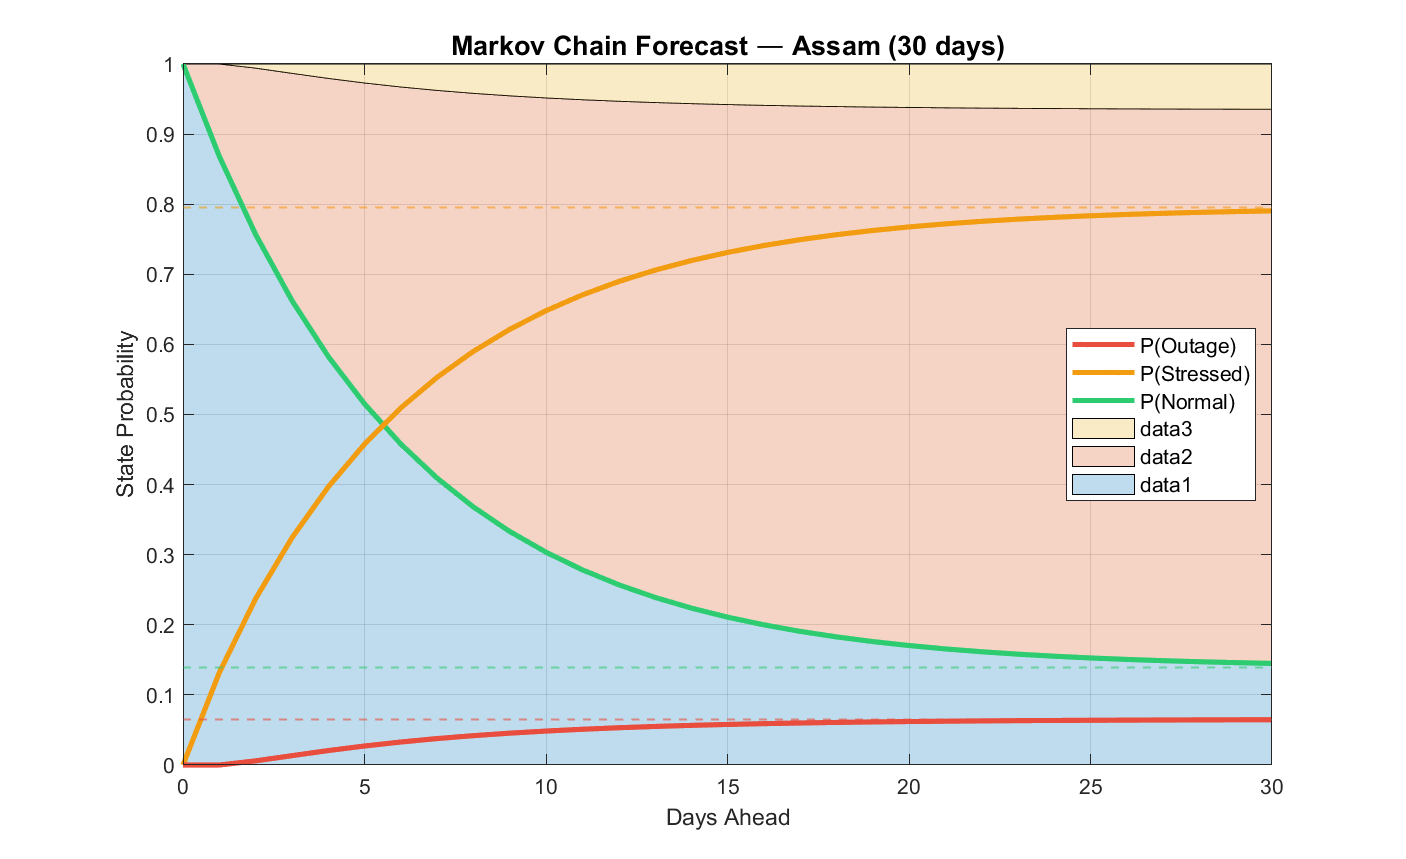 Markov Chain Forecast — Assam (30 days)
1
0.9
0.8
0.7
0.6
0.5
0.4
0.3
0.2
0.1
0
State Probability
P(Outage)
P(Stressed)
P(Normal)
data3
data2
data1
0 5 10 15 20 25 30
Days Ahead